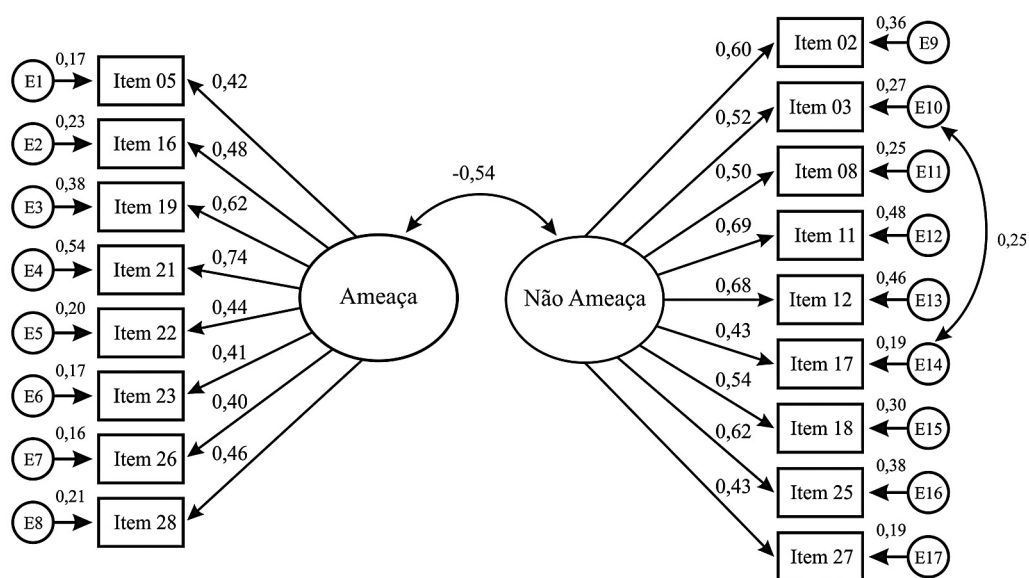 E1
0,17
Item 05
0,42
E2
0,23
Item 16
0,48
E3
0,38
Item 19
0,62
E4
0,54
Item 21
0,74
E5
0,20
Item 22
0,44
E6
0,17
Item 23
0,41
E7
0,16
Item 26
0,40
E8
0,21
Item 28
0,46
Ameaça
-0,54
Não Ameaça
0,60
Item 02
0,36
E9
0,52
Item 03
0,27
E10
0,50
Item 08
0,25
E11
0,69
Item 11
0,48
E12
0,25
0,68
Item 12
0,46
E13
0,43
Item 17
0,19
E14
0,54
Item 18
0,30
E15
0,62
Item 25
0,38
E16
0,43
Item 27
0,19
E17